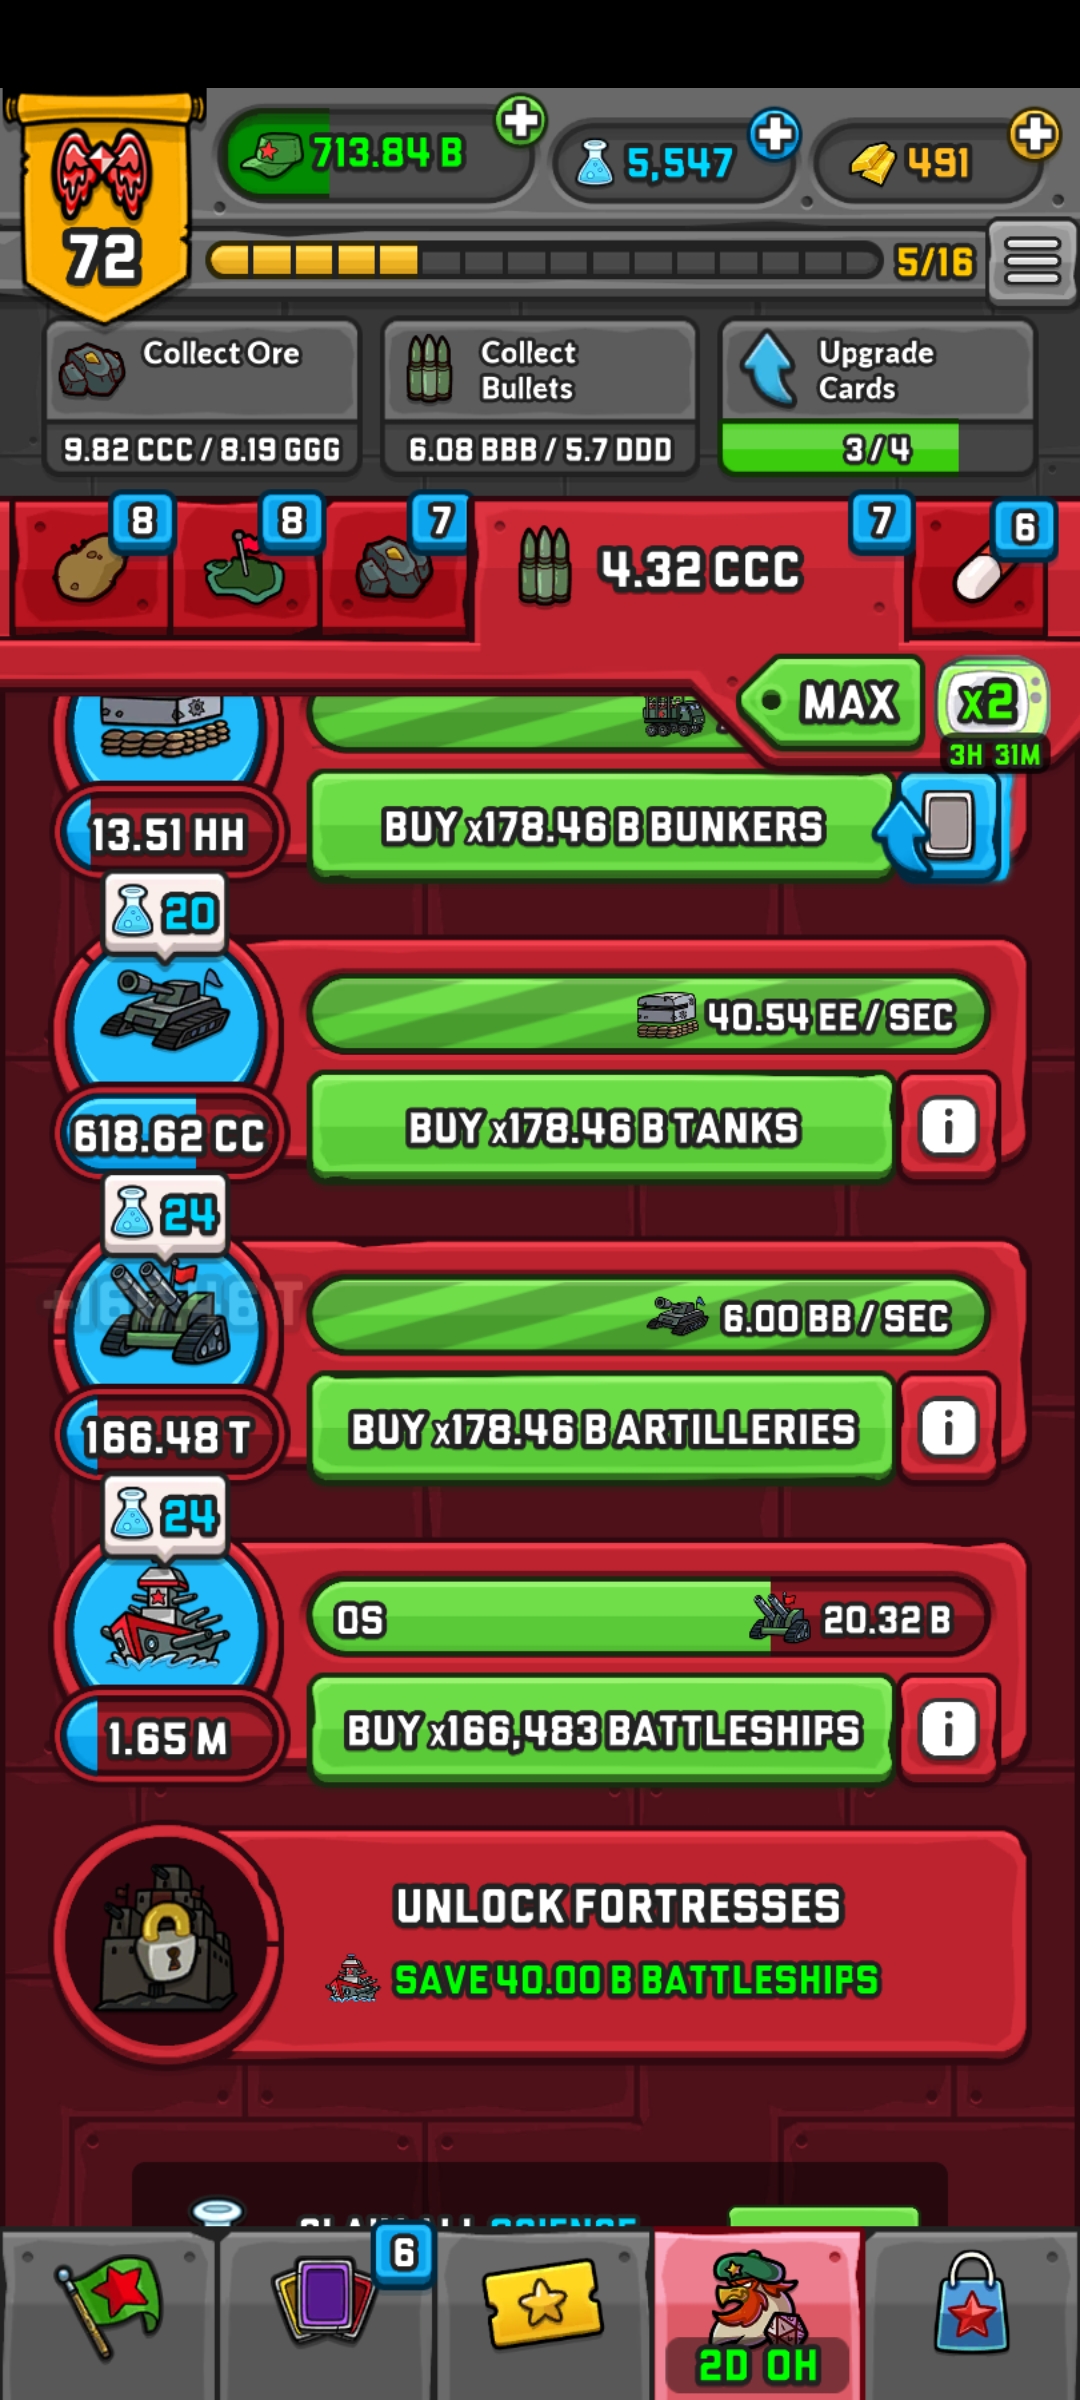 713.84 B
5,547
491
72
5/16
Collect Ore
9.82 CCC / 8.19 GGG
Collect
Bullets
6.08 BBB / 5.7 DDD
Upgrade
Cards
3/4
8
8
7
4.32 CCC
7
6
MAX
x2
3H 31M
13.51 HH
BUY x178.46 B BUNKERS
20
40.54 EE/SEC
618.62 CC
BUY x178.46 B TANKS
i
24
6.00 BB/SEC
166.48 T
BUY x178.46 B ARTILLERIES
i
24
0S
20.32 B
1.65 M
BUY x166,483 BATTLESHIPS
i
UNLOCK FORTRESSES
SAVE 40.00 B BATTLESHIPS
6
2D 0H